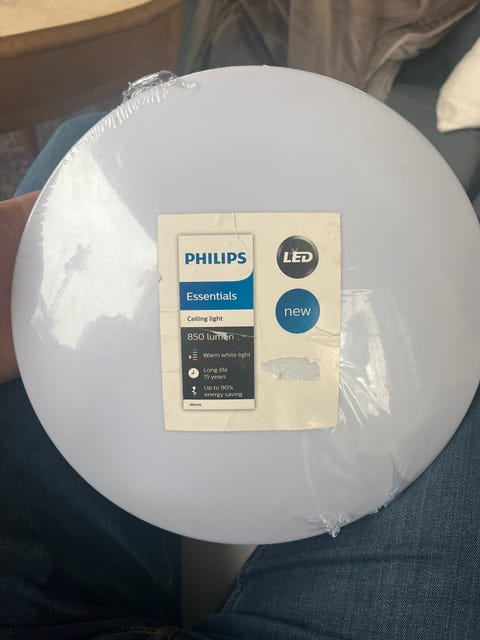 PHILIPS
Essentials
Ceiling light
850 lumen
Warm white light
Long life
15 years
Up to 90%
energy saving
LED
new